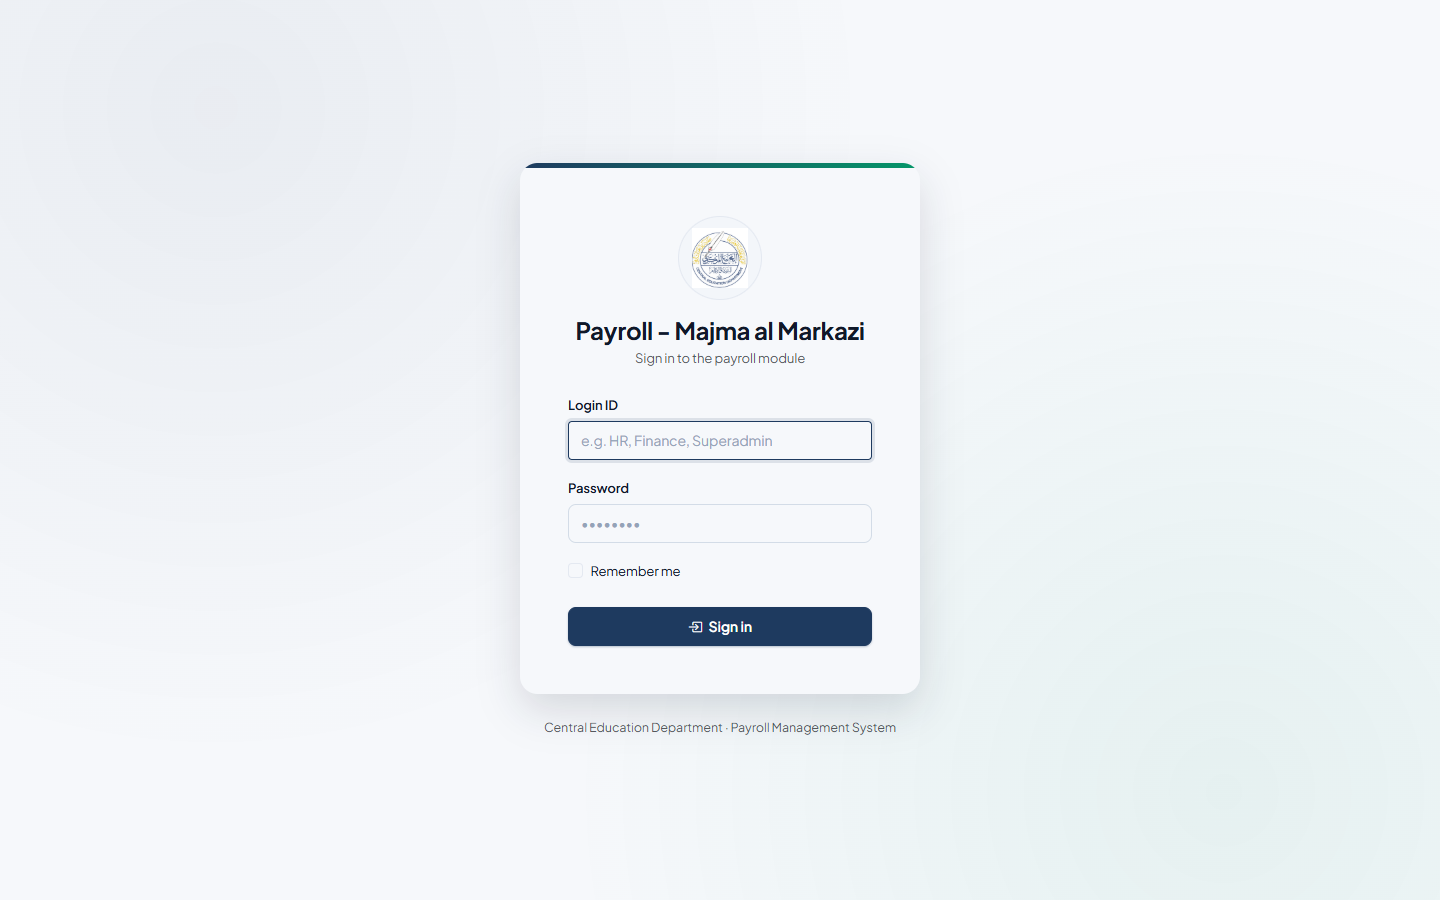 Payroll – Majma al Markazi
Sign in to the payroll module
Login ID
e.g. HR, Finance, Superadmin
Password
••••••••
Remember me
Sign in
Central Education Department · Payroll Management System